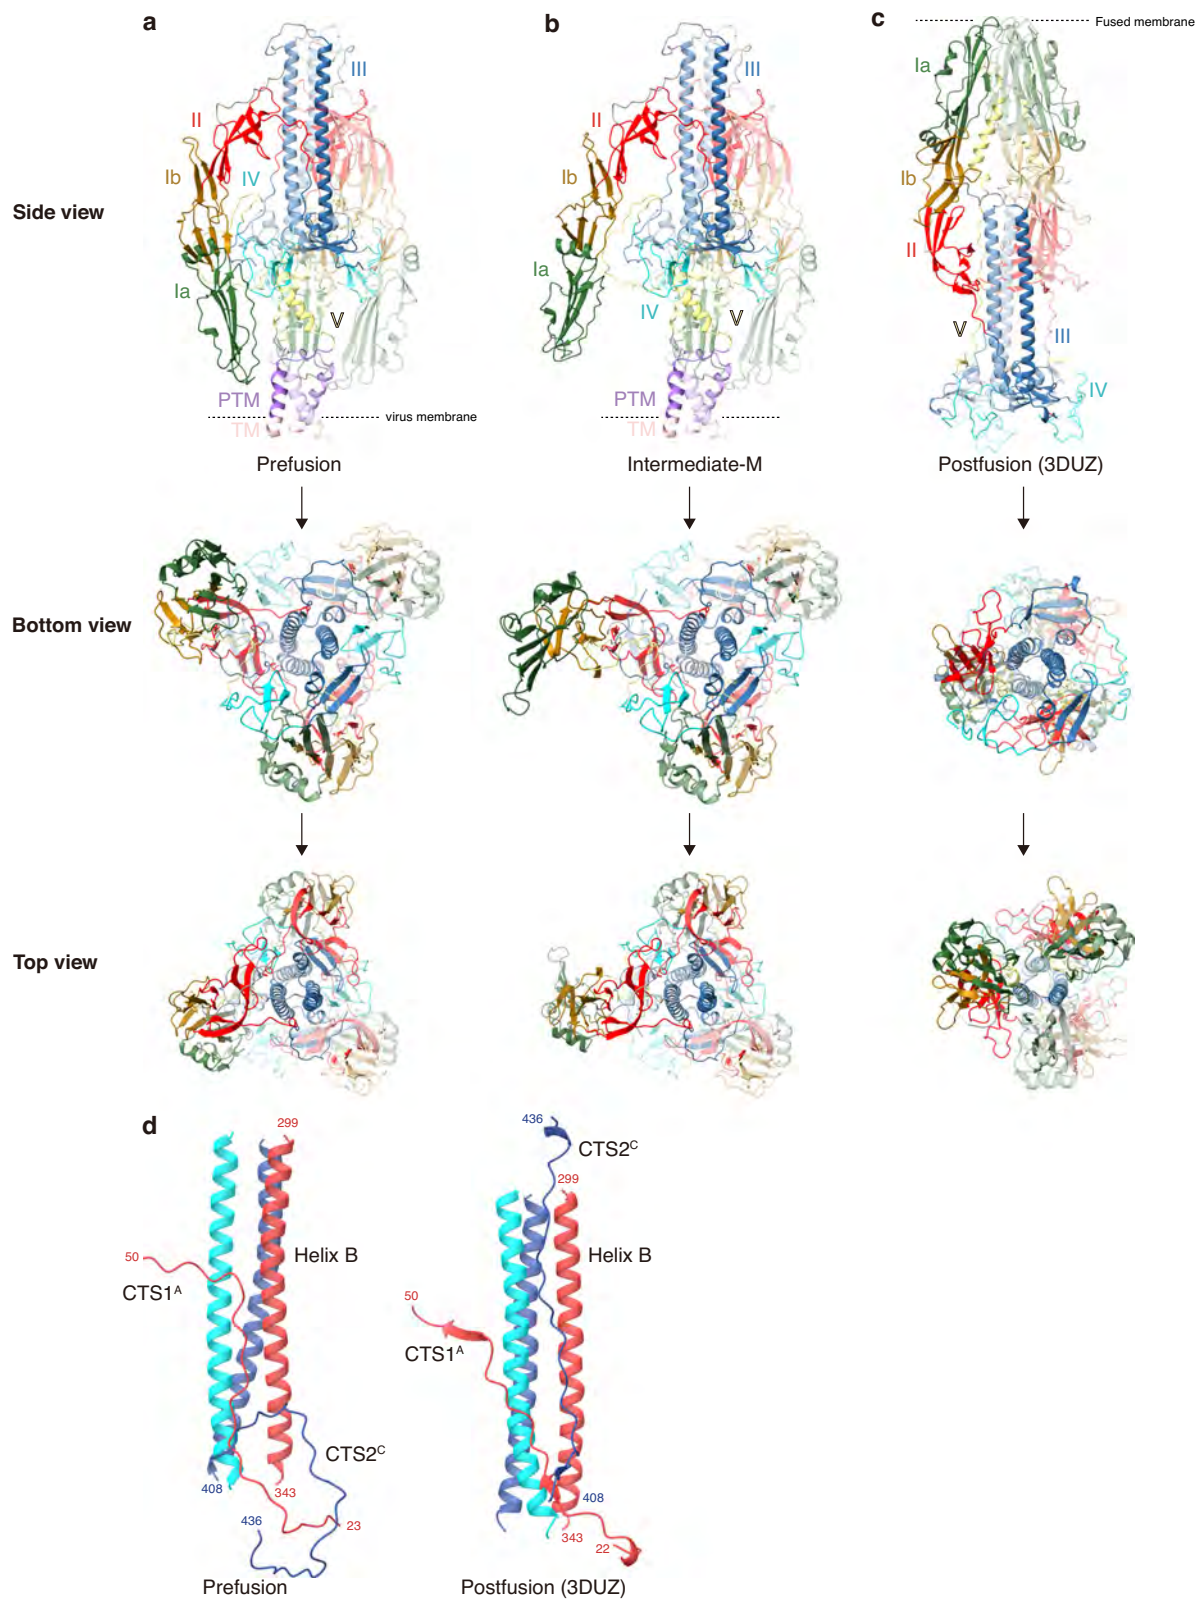 a
b
c
Fused membrane
III
III
Ia
II
II
Ib
IV
Ib
Ib
Side view
II
Ia
Ia
IV
V
V
V
III
IV
PTM
PTM
virus membrane
TM
TM
Prefusion
Intermediate-M
Postfusion (3DUZ)
Bottom view
Top view
d
436
299
CTS2C
299
Helix B
Helix B
50
CTS1A
50
CTS1A
CTS2C
408
343
408
436
23
343
22
Prefusion
Postfusion (3DUZ)